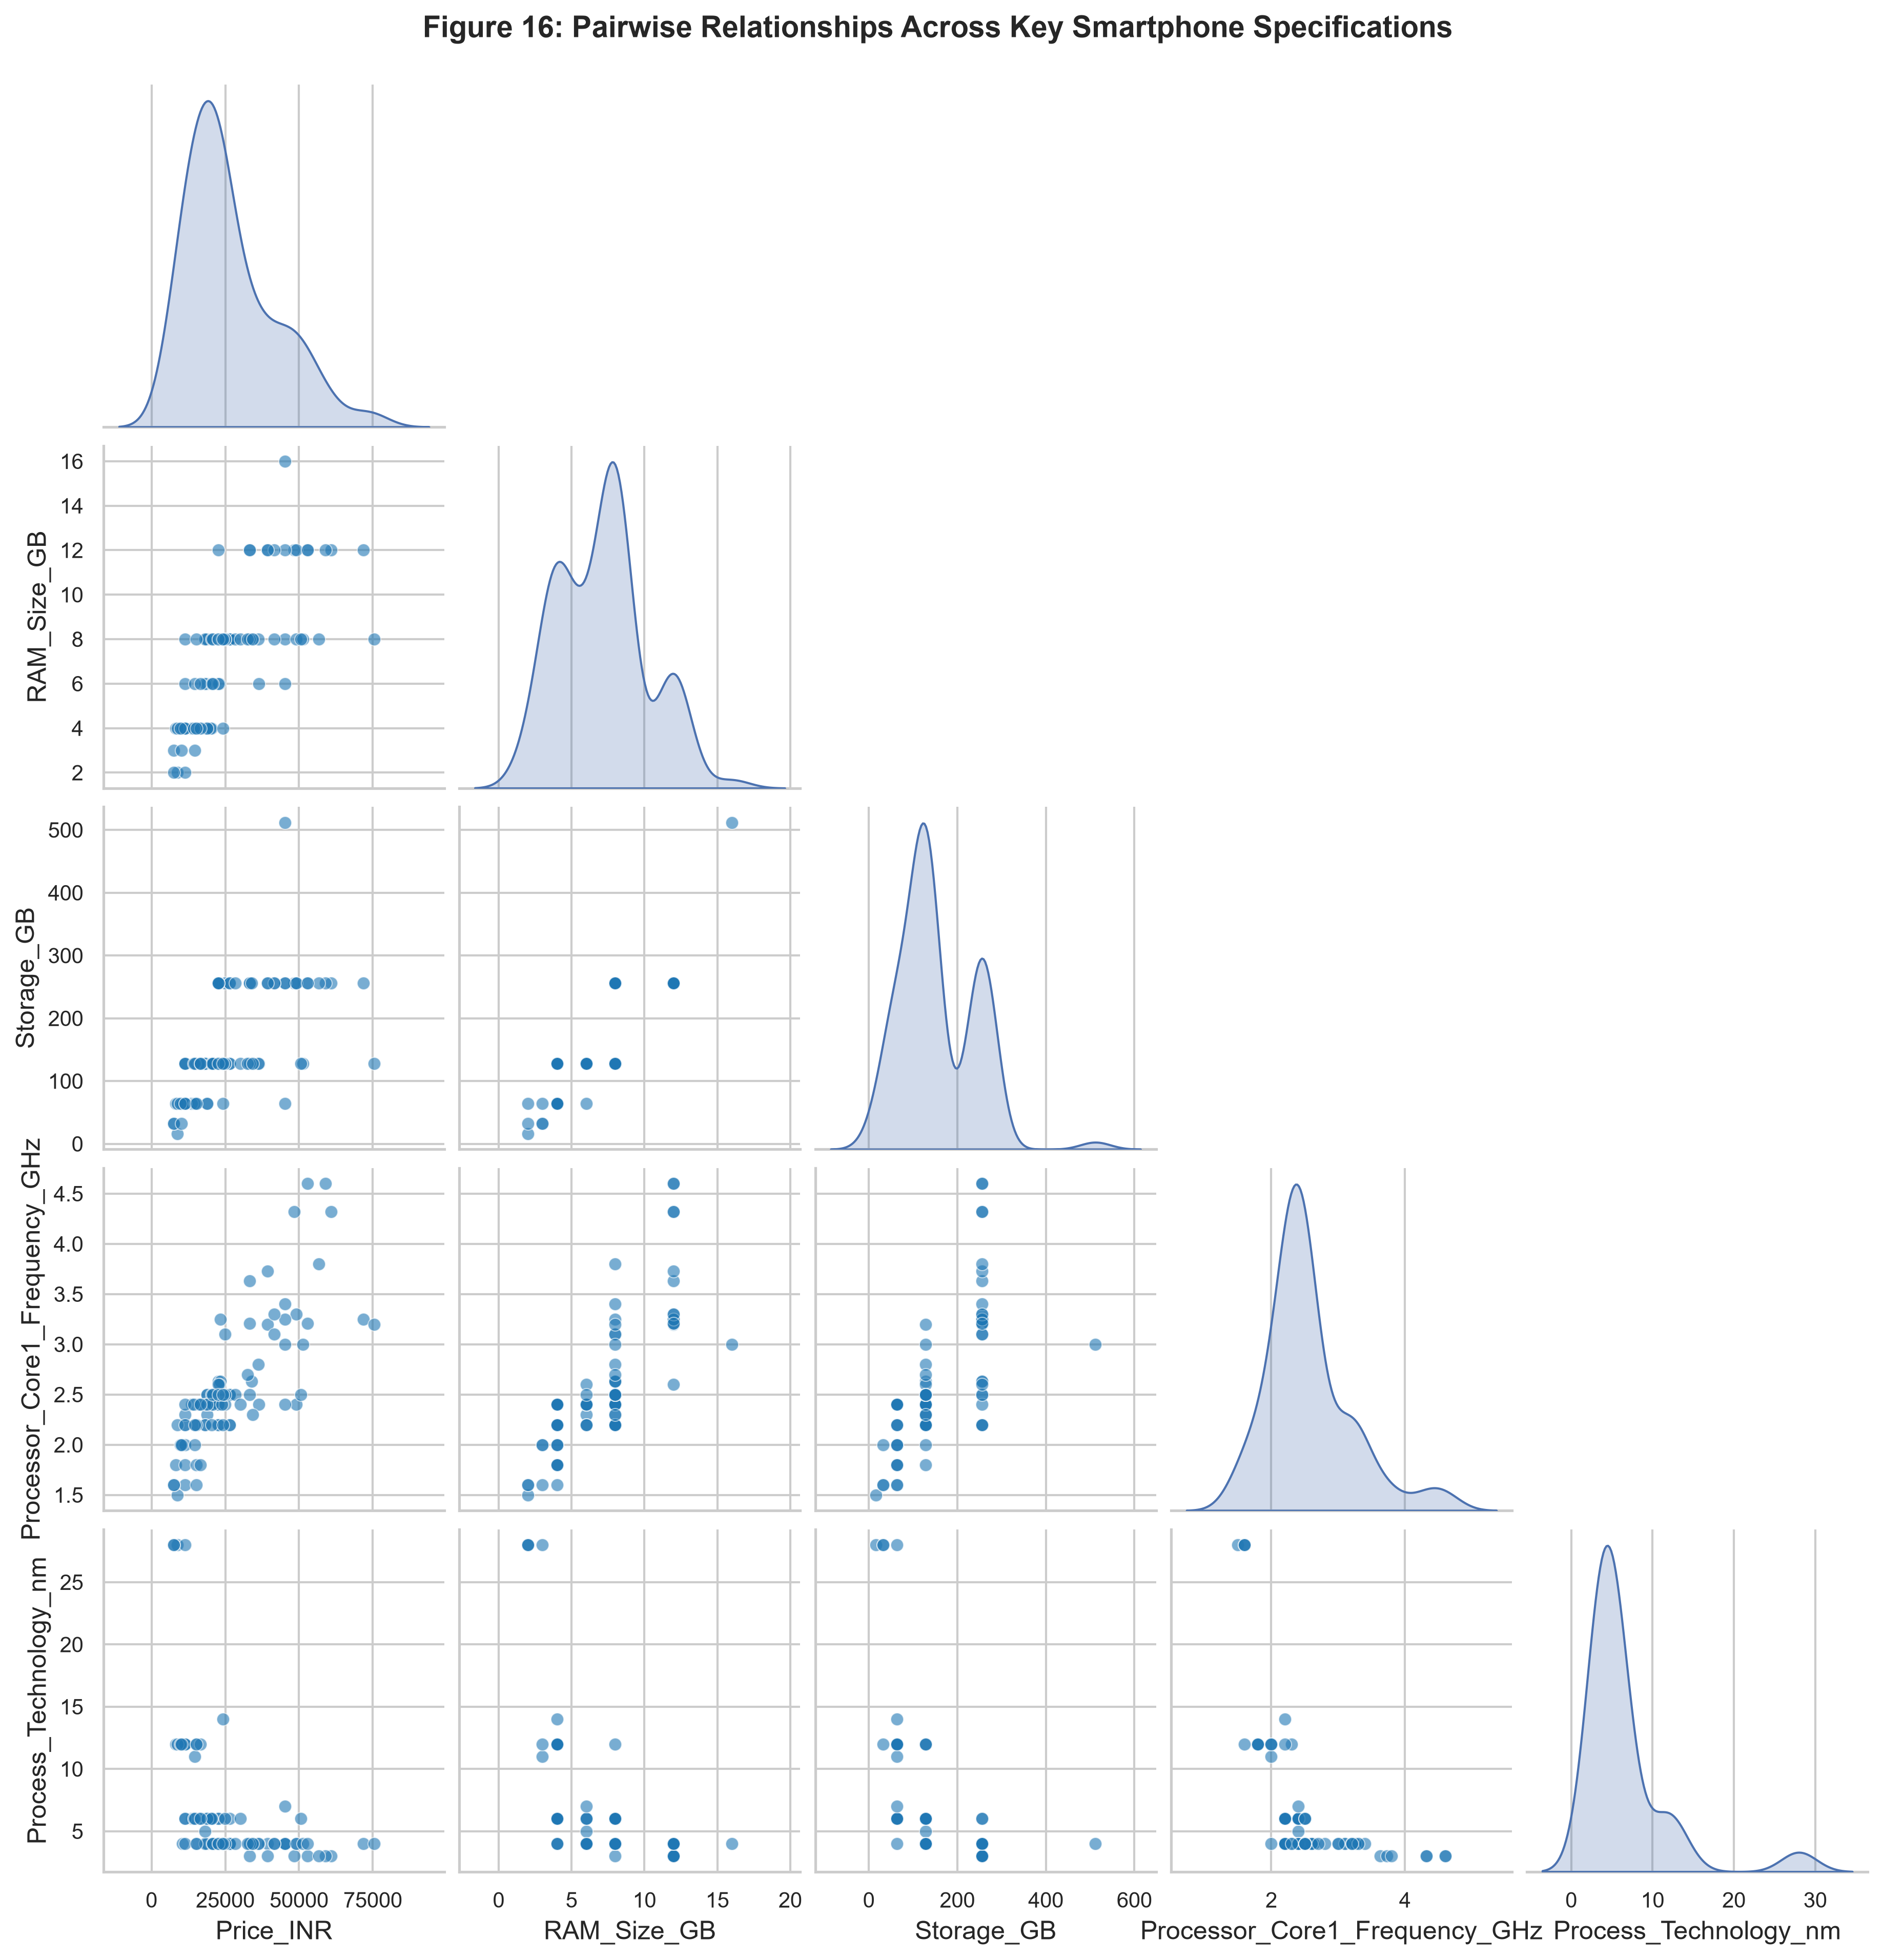 Figure 16: Pairwise Relationships Across Key Smartphone Specifications
RAM_Size_GB
16
14
12
10
8
6
4
2
Storage_GB
500
400
300
200
100
0
Processor_Core1_Frequency_GHz
4.5
4.0
3.5
3.0
2.5
2.0
1.5
Process_Technology_nm
25
20
15
10
5
0 25000 50000 75000
Price_INR
0 5 10 15 20
RAM_Size_GB
0 200 400 600
Storage_GB
2 4
Processor_Core1_Frequency_GHz
0 10 20 30
Process_Technology_nm